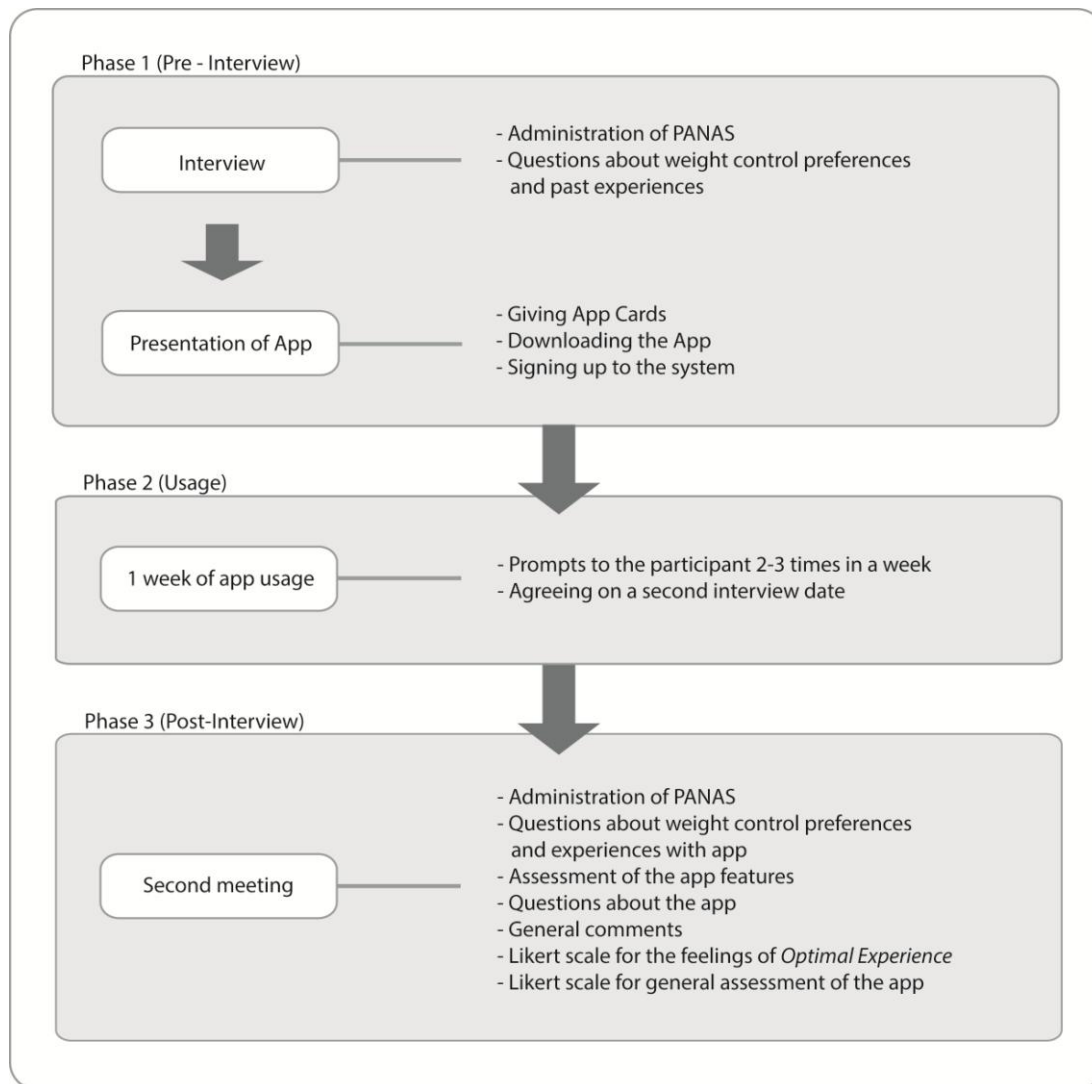 Phase 1 (Pre - Interview)
Interview
- Administration of PANAS
- Questions about weight control preferences
and past experiences
Presentation of App
- Giving App Cards
- Downloading the App
- Signing up to the system
Phase 2 (Usage)
1 week of app usage
- Prompts to the participant 2-3 times in a week
- Agreeing on a second interview date
Phase 3 (Post-Interview)
Second meeting
- Administration of PANAS
- Questions about weight control preferences
and experiences with app
- Assessment of the app features
- Questions about the app
- General comments
- Likert scale for the feelings of Optimal Experience
- Likert scale for general assessment of the app